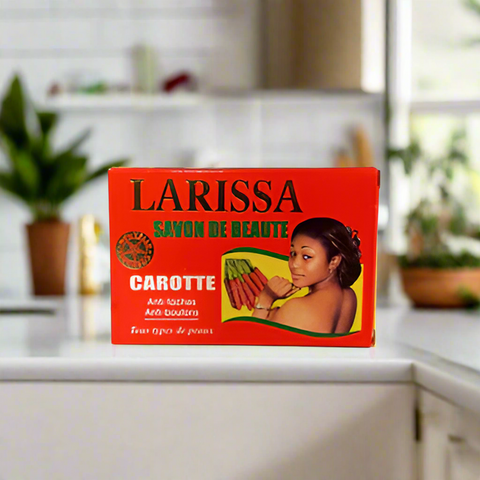 LARISSA
SAVON DE BEAUTE
CAROTTE
Anti-taches
Anti-boutons
Tous types de peaux